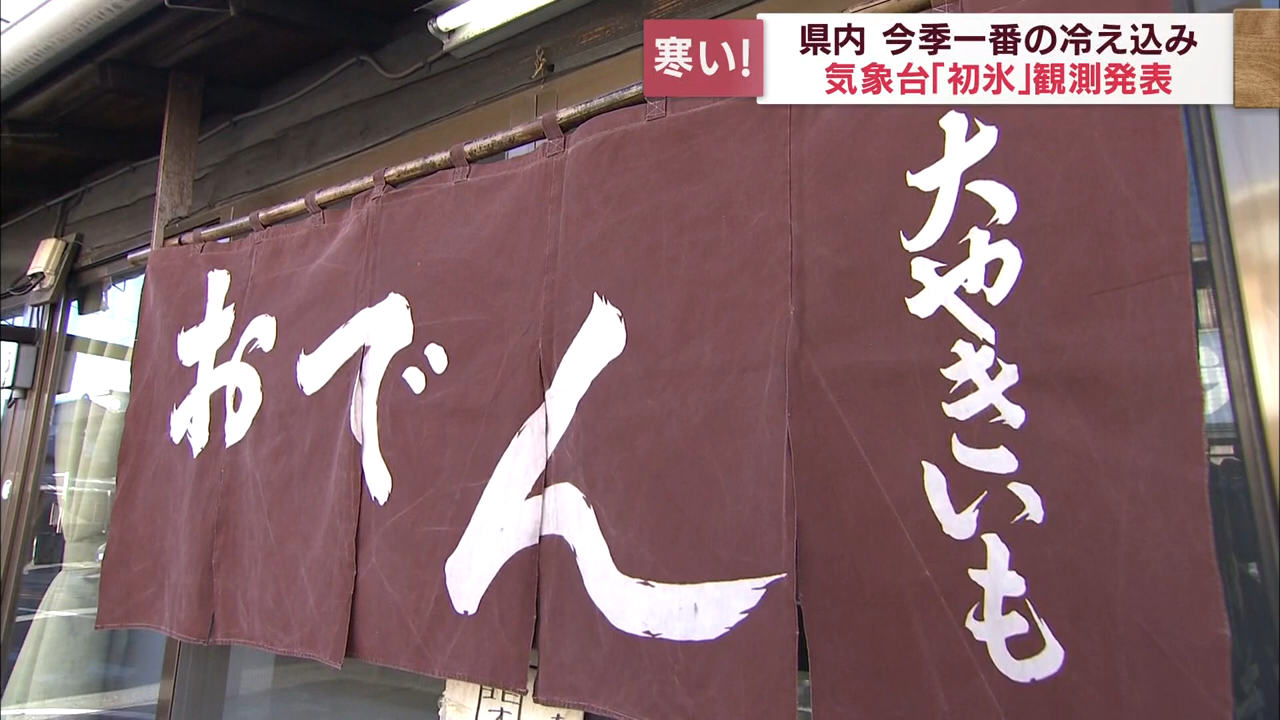 寒い!
県内 今季一番の冷え込み
気象台「初氷」観測発表
おでん
大やきいも